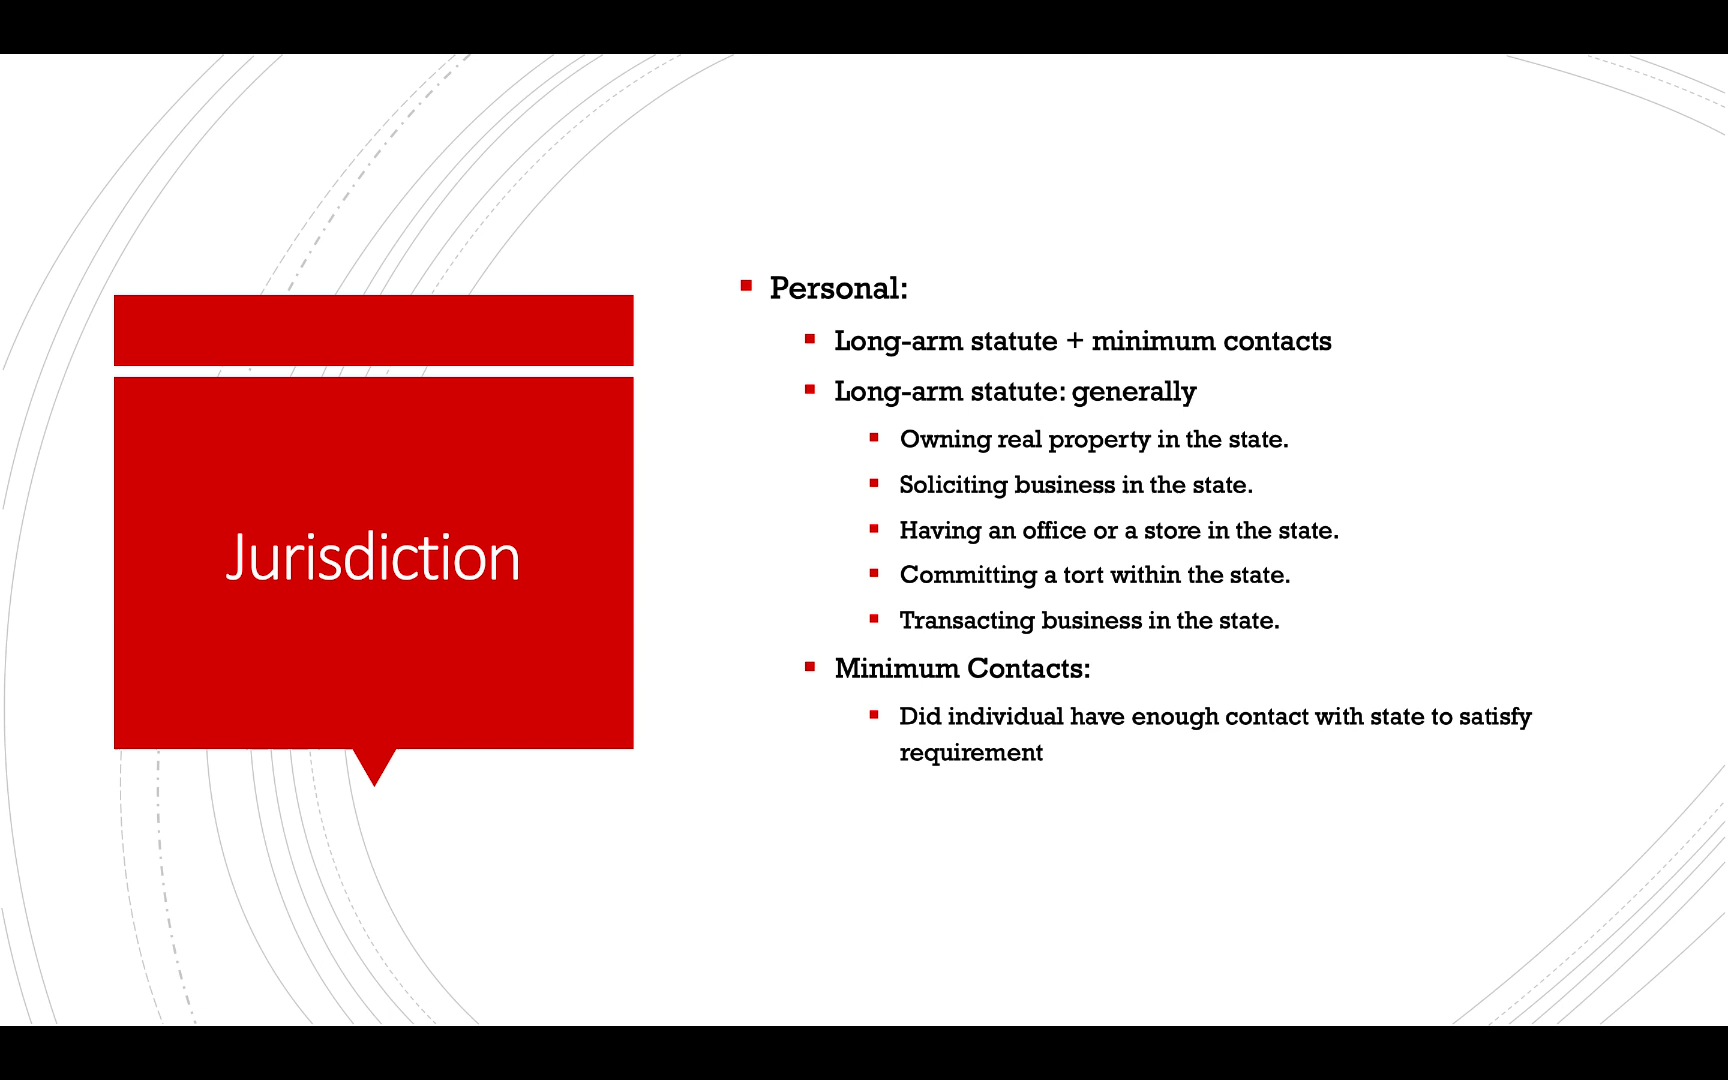 Jurisdiction
Personal:
Long-arm statute + minimum contacts
Long-arm statute: generally
Owning real property in the state.
Soliciting business in the state.
Having an office or a store in the state.
Committing a tort within the state.
Transacting business in the state.
Minimum Contacts:
Did individual have enough contact with state to satisfy
requirement